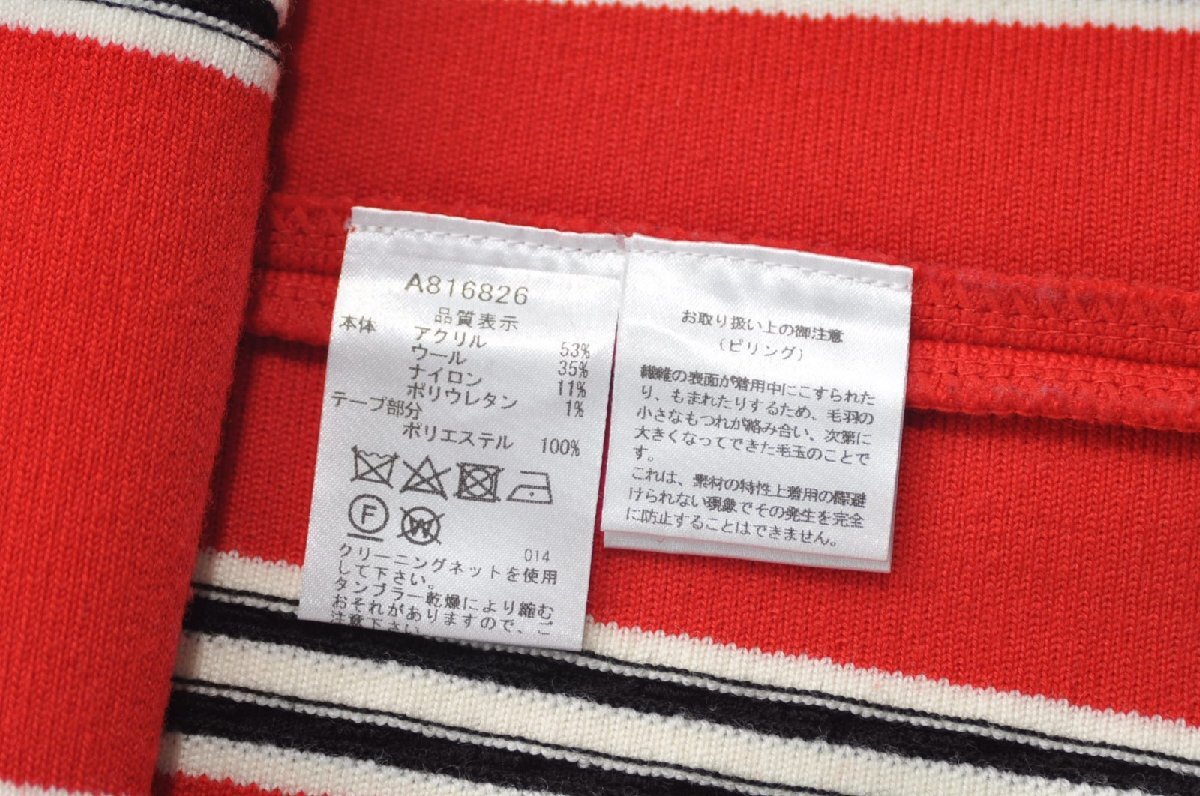 A816826
品質表示
本体
アクリル 53%
ウール 35%
ナイロン 11%
ポリウレタン 1%
テープ部分
ポリエステル 100%
F
W
014
クリーニングネットを使用
して下さい。
タンブラー乾燥により縮む
おそれがありますので、ご
注意下さい。
お取り扱い上の御注意
(ピリング)
繊維の表面が着用中にこすられた
り、もまれたりするため、毛羽の
小さなもつれが絡み合い、次第に
大きくなってできた毛玉のことで
す。
これは、素材の特性上着用の際避
けられない現象でその発生を完全
に防止することはできません。